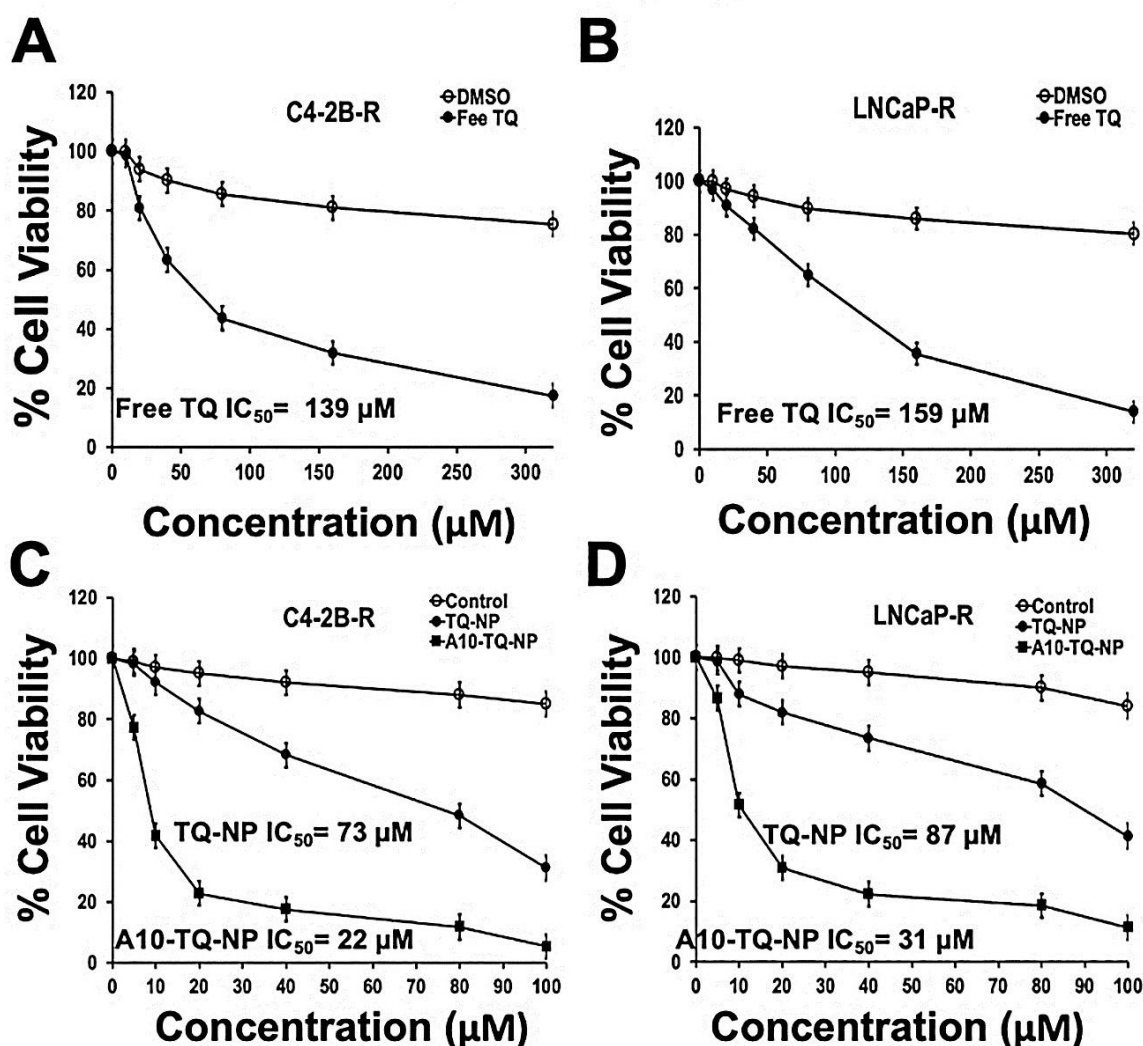 A
C4-2B-R
DMSO
Fee TQ
120
100
80
60
40
20
0
% Cell Viability
Free TQ IC50= 139 µM
0 50 100 150 200 250 300
Concentration (µM)
B
LNCaP-R
DMSO
Free TQ
120
100
80
60
40
20
0
% Cell Viability
Free TQ IC50= 159 µM
0 50 100 150 200 250 300
Concentration (µM)
C
C4-2B-R
Control
TQ-NP
A10-TQ-NP
120
100
80
60
40
20
0
% Cell Viability
TQ-NP IC50= 73 µM
A10-TQ-NP IC50= 22 µM
0 10 20 30 40 50 60 70 80 90 100
Concentration (µM)
D
LNCaP-R
Control
TQ-NP
A10-TQ-NP
120
100
80
60
40
20
0
% Cell Viability
TQ-NP IC50= 87 µM
A10-TQ-NP IC50= 31 µM
0 10 20 30 40 50 60 70 80 90 100
Concentration (µM)